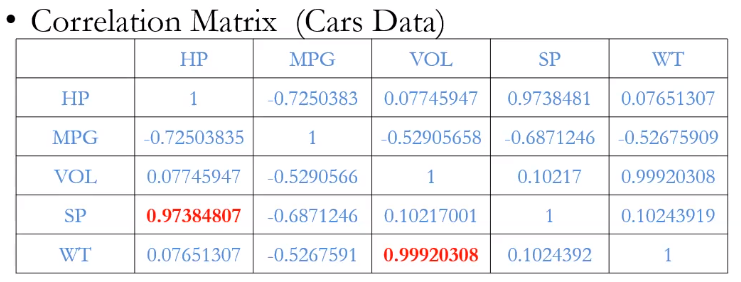 • Correlation Matrix (Cars Data)
HP MPG VOL SP WT
HP 1 -0.7250383 0.07745947 0.9738481 0.07651307
MPG -0.72503835 1 -0.52905658 -0.6871246 -0.52675909
VOL 0.07745947 -0.5290566 1 0.10217 0.99920308
SP 0.97384807 -0.6871246 0.10217001 1 0.10243919
WT 0.07651307 -0.5267591 0.99920308 0.1024392 1